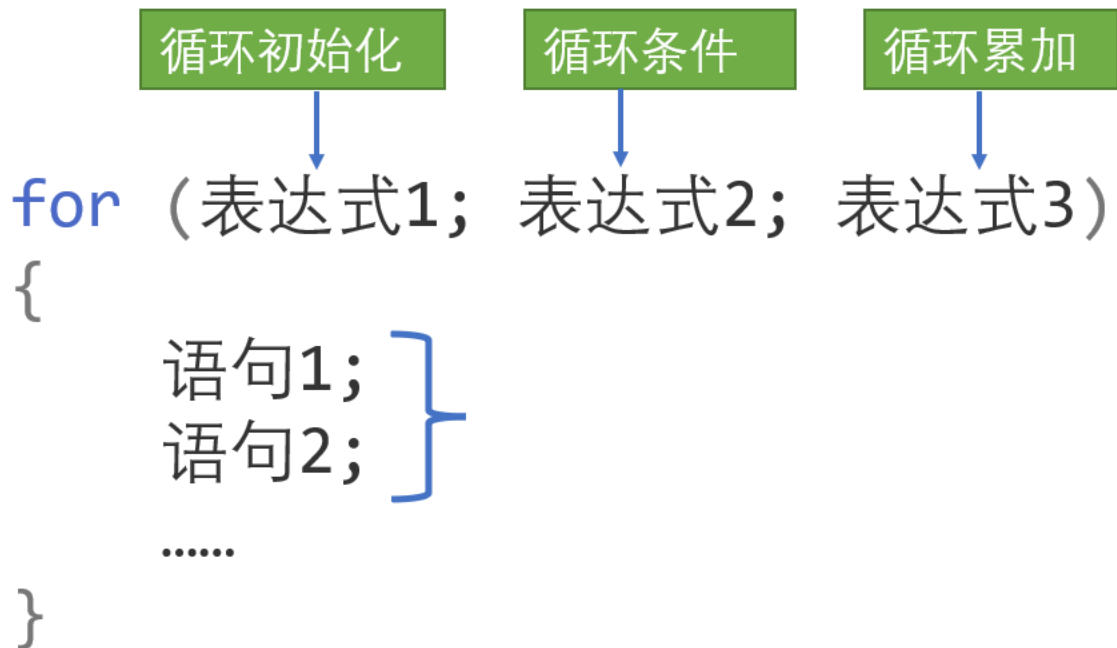 循环初始化 循环条件 循环累加
for (表达式1; 表达式2; 表达式3)
{
语句1;
语句2;
……
}